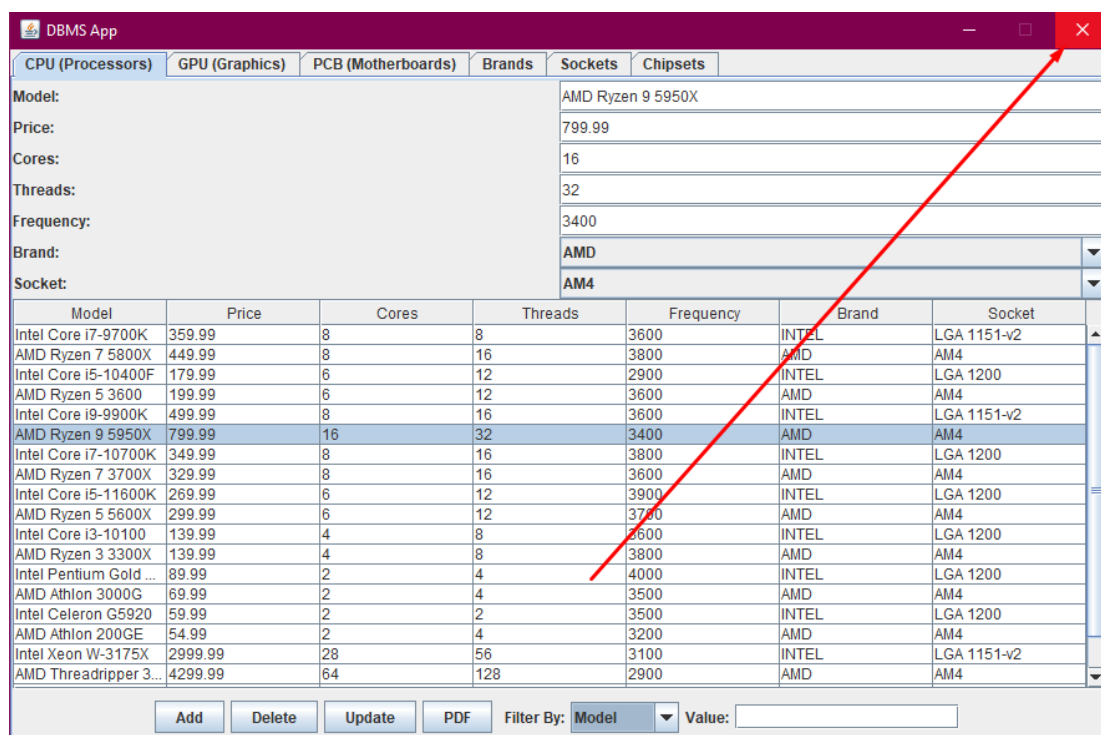 DBMS App
CPU (Processors) GPU (Graphics) PCB (Motherboards) Brands Sockets Chipsets
Model: AMD Ryzen 9 5950X
Price: 799.99
Cores: 16
Threads: 32
Frequency: 3400
Brand: AMD
Socket: AM4
Model Price Cores Threads Frequency Brand Socket
Intel Core i7-9700K 359.99 8 8 3600 INTEL LGA 1151-v2
AMD Ryzen 7 5800X 449.99 8 16 3800 AMD AM4
Intel Core i5-10400F 179.99 6 12 2900 INTEL LGA 1200
AMD Ryzen 5 3600 199.99 6 12 3600 AMD AM4
Intel Core i9-9900K 499.99 8 16 3600 INTEL LGA 1151-v2
AMD Ryzen 9 5950X 799.99 16 32 3400 AMD AM4
Intel Core i7-10700K 349.99 8 16 3800 INTEL LGA 1200
AMD Ryzen 7 3700X 329.99 8 16 3600 AMD AM4
Intel Core i5-11600K 269.99 6 12 3900 INTEL LGA 1200
AMD Ryzen 5 5600X 299.99 6 12 3700 AMD AM4
Intel Core i3-10100 139.99 4 8 3600 INTEL LGA 1200
AMD Ryzen 3 3300X 139.99 4 8 3800 AMD AM4
Intel Pentium Gold ... 89.99 2 4 4000 INTEL LGA 1200
AMD Athlon 3000G 69.99 2 4 3500 AMD AM4
Intel Celeron G5920 59.99 2 2 3500 INTEL LGA 1200
AMD Athlon 200GE 54.99 2 4 3200 AMD AM4
Intel Xeon W-3175X 2999.99 28 56 3100 INTEL LGA 1151-v2
AMD Threadripper 3... 4299.99 64 128 2900 AMD AM4
Add Delete Update PDF Filter By: Model Value: